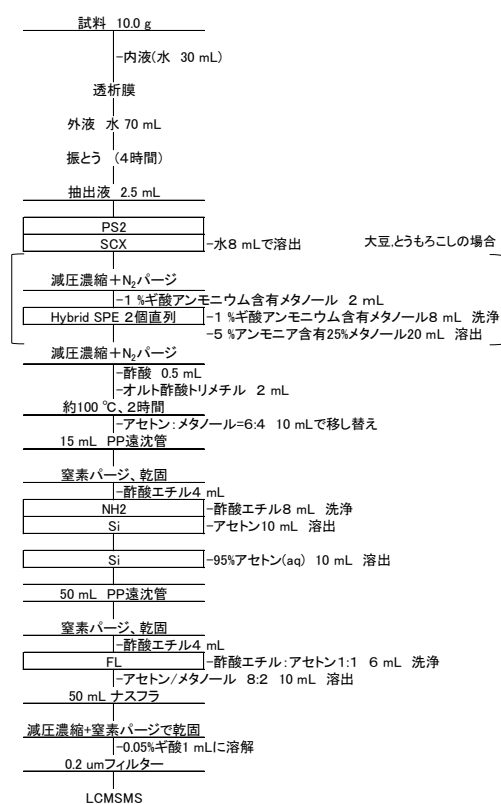 試料 10.0 g
-内液(水 30 mL)
透析膜
外液 水 70 mL
振とう (4時間)
抽出液 2.5 mL
PS2
SCX
-水8 mLで溶出
大豆,とうもろこしの場合
減圧濃縮+N₂パージ
-1 %ギ酸アンモニウム含有メタノール 2 mL
Hybrid SPE 2個直列
-1 %ギ酸アンモニウム含有メタノール8 mL 洗浄
-5 %アンモニア含有25%メタノール20 mL 溶出
減圧濃縮+N₂パージ
-酢酸 0.5 mL
-オルト酢酸トリメチル 2 mL
約100 ℃、2時間
-アセトン:メタノール=6:4 10 mLで移し替え
15 mL PP遠沈管
窒素パージ、乾固
-酢酸エチル4 mL
NH2
-酢酸エチル8 mL 洗浄
Si
-アセトン10 mL 溶出
Si
-95%アセトン(aq) 10 mL 溶出
50 mL PP遠沈管
窒素パージ、乾固
-酢酸エチル4 mL
FL
-酢酸エチル:アセトン1:1 6 mL 洗浄
-アセトン/メタノール 8:2 10 mL 溶出
50 mL ナスフラ
減圧濃縮+窒素パージで乾固
-0.05%ギ酸1 mLに溶解
0.2 umフィルター
LCMSMS